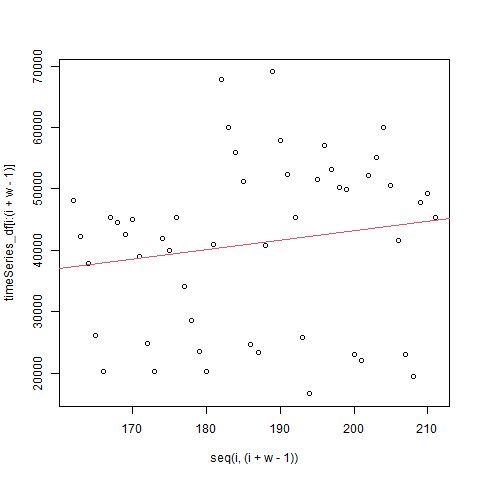 70000
60000
50000
40000
30000
20000
timeSeries_df[i:(i + w - 1)]
170 180 190 200 210
seq(i, (i + w - 1))